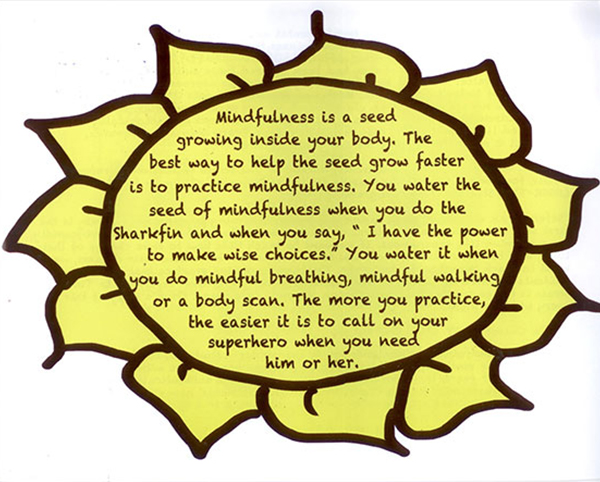 Mindfulness is a seed
growing inside your body. The
best way to help the seed grow faster
is to practice mindfulness. You water the
seed of mindfulness when you do the
Sharkfin and when you say, “ I have the power
to make wise choices.” You water it when
you do mindful breathing, mindful walking
or a body scan. The more you practice,
the easier it is to call on your
superhero when you need
him or her.